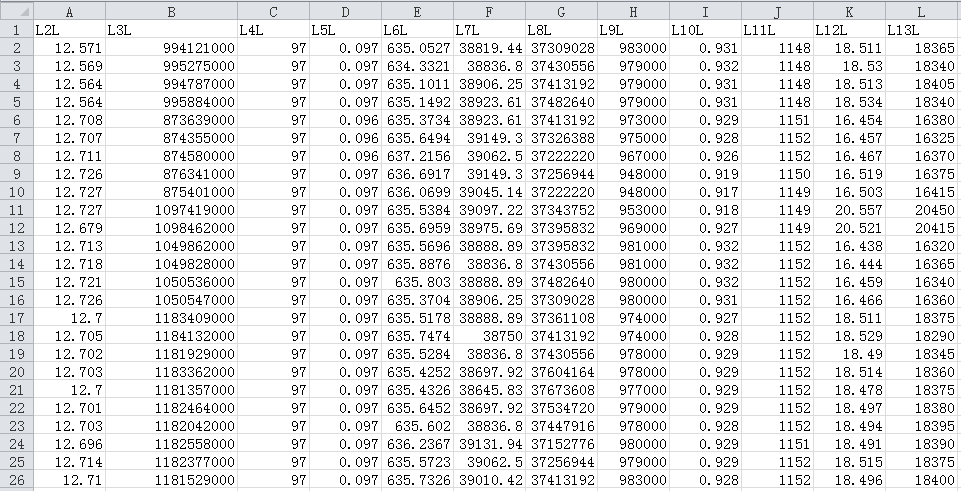 A B C D E F G H I J K L
1 L2L L3L L4L L5L L6L L7L L8L L9L L10L L11L L12L L13L
2 12.571 994121000 97 0.097 635.0527 38819.44 37309028 983000 0.931 1148 18.511 18365
3 12.569 995275000 97 0.097 634.3321 38836.8 37430556 979000 0.932 1148 18.53 18340
4 12.564 994787000 97 0.097 635.1011 38906.25 37413192 979000 0.931 1148 18.513 18405
5 12.564 995884000 97 0.097 635.1492 38923.61 37482640 979000 0.931 1148 18.534 18340
6 12.708 873639000 97 0.096 635.3734 38923.61 37413192 973000 0.929 1151 16.454 16380
7 12.707 874355000 97 0.096 635.6494 39149.3 37326388 975000 0.928 1152 16.457 16325
8 12.711 874580000 97 0.096 637.2156 39062.5 37222220 967000 0.926 1152 16.467 16370
9 12.726 876341000 97 0.097 636.6917 39149.3 37256944 948000 0.919 1150 16.519 16375
10 12.727 875401000 97 0.097 636.0699 39045.14 37222220 948000 0.917 1149 16.503 16415
11 12.727 1097419000 97 0.097 635.5384 39097.22 37343752 953000 0.918 1149 20.557 20450
12 12.679 1098462000 97 0.097 635.6959 38975.69 37395832 969000 0.927 1149 20.521 20415
13 12.713 1049862000 97 0.097 635.5696 38888.89 37395832 981000 0.932 1152 16.438 16320
14 12.718 1049828000 97 0.097 635.8876 38836.8 37430556 981000 0.932 1152 16.444 16365
15 12.721 1050536000 97 0.097 635.803 38888.89 37482640 980000 0.932 1152 16.459 16340
16 12.726 1050547000 97 0.097 635.3704 38906.25 37309028 980000 0.931 1152 16.466 16360
17 12.7 1183409000 97 0.097 635.5178 38888.89 37361108 974000 0.927 1152 18.511 18375
18 12.705 1184132000 97 0.097 635.7474 38750 37413192 974000 0.928 1152 18.529 18290
19 12.702 1181929000 97 0.097 635.5284 38836.8 37430556 978000 0.929 1152 18.49 18345
20 12.703 1183362000 97 0.097 635.4252 38697.92 37604164 978000 0.929 1152 18.514 18360
21 12.7 1181357000 97 0.097 635.4326 38645.83 37673608 977000 0.929 1152 18.478 18375
22 12.701 1182464000 97 0.097 635.6452 38697.92 37534720 979000 0.929 1152 18.497 18380
23 12.703 1182042000 97 0.097 635.602 38836.8 37447916 978000 0.928 1152 18.494 18395
24 12.696 1182558000 97 0.097 636.2367 39131.94 37152776 980000 0.929 1151 18.491 18390
25 12.714 1182377000 97 0.097 635.5723 39062.5 37256944 979000 0.929 1152 18.515 18375
26 12.71 1181529000 97 0.097 635.7326 39010.42 37413192 983000 0.928 1152 18.496 18400